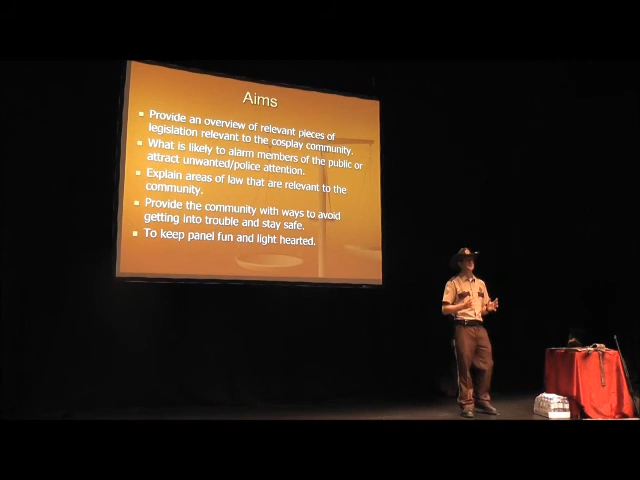 Aims
Provide an overview of relevant pieces of
legislation relevant to the cosplay community.
What is likely to alarm members of the public or
attract unwanted/police attention.
Explain areas of law that are relevant to the
community.
Provide the community with ways to avoid
getting into trouble and stay safe.
To keep panel fun and light hearted.